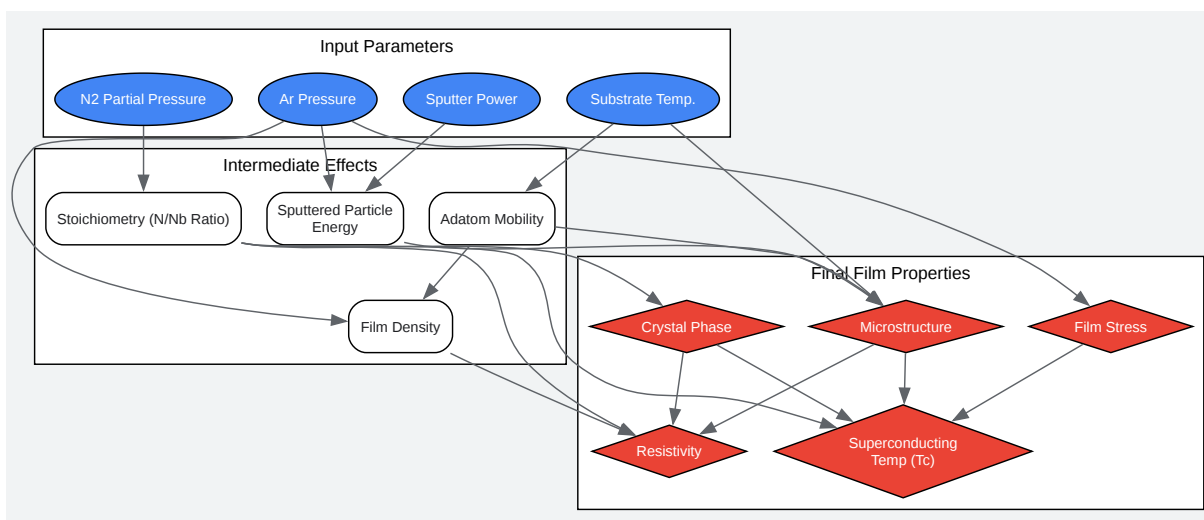 Input Parameters
N2 Partial Pressure
Ar Pressure
Sputter Power
Substrate Temp.
Intermediate Effects
Stoichiometry (N/Nb Ratio)
Sputtered Particle
Energy
Adatom Mobility
Film Density
Final Film Properties
Crystal Phase
Microstructure
Film Stress
Resistivity
Superconducting
Temp (Tc)